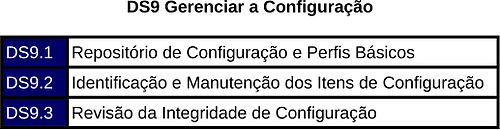 DS9 Gerenciar a Configuração
DS9.1 Repositório de Configuração e Perfis Básicos
DS9.2 Identificação e Manutenção dos Itens de Configuração
DS9.3 Revisão da Integridade de Configuração